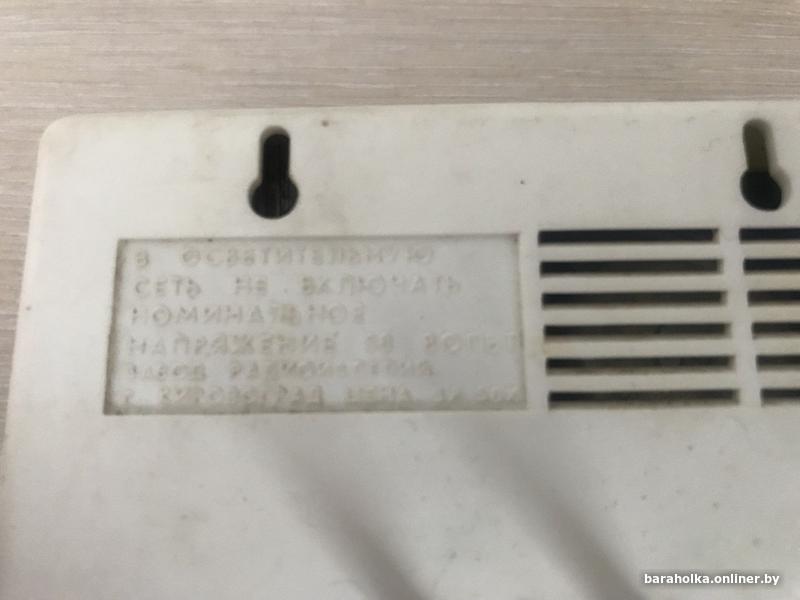 В ОСВЕТИТЕЛЬНУЮ
СЕТЬ НЕ ВКЛЮЧАТЬ
НОМИНАЛЬНОЕ
НАПРЯЖЕНИЕ ВОЛЬТ
ЗАВОД РАДИОИЗДЕЛИЙ
Г. КИРОВОГРАД ЦЕНА
baraholka.onliner.by